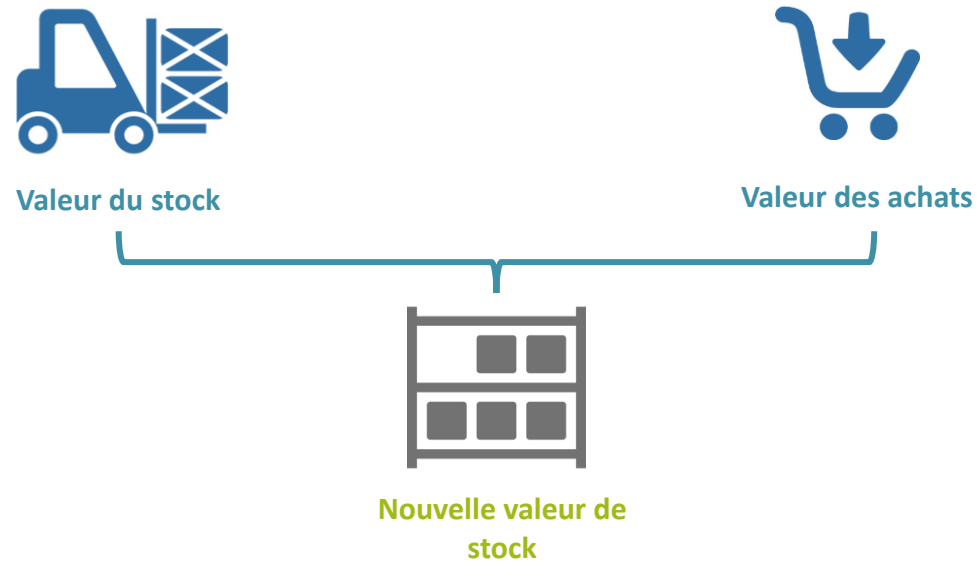 Valeur du stock
Valeur des achats
Nouvelle valeur de
stock